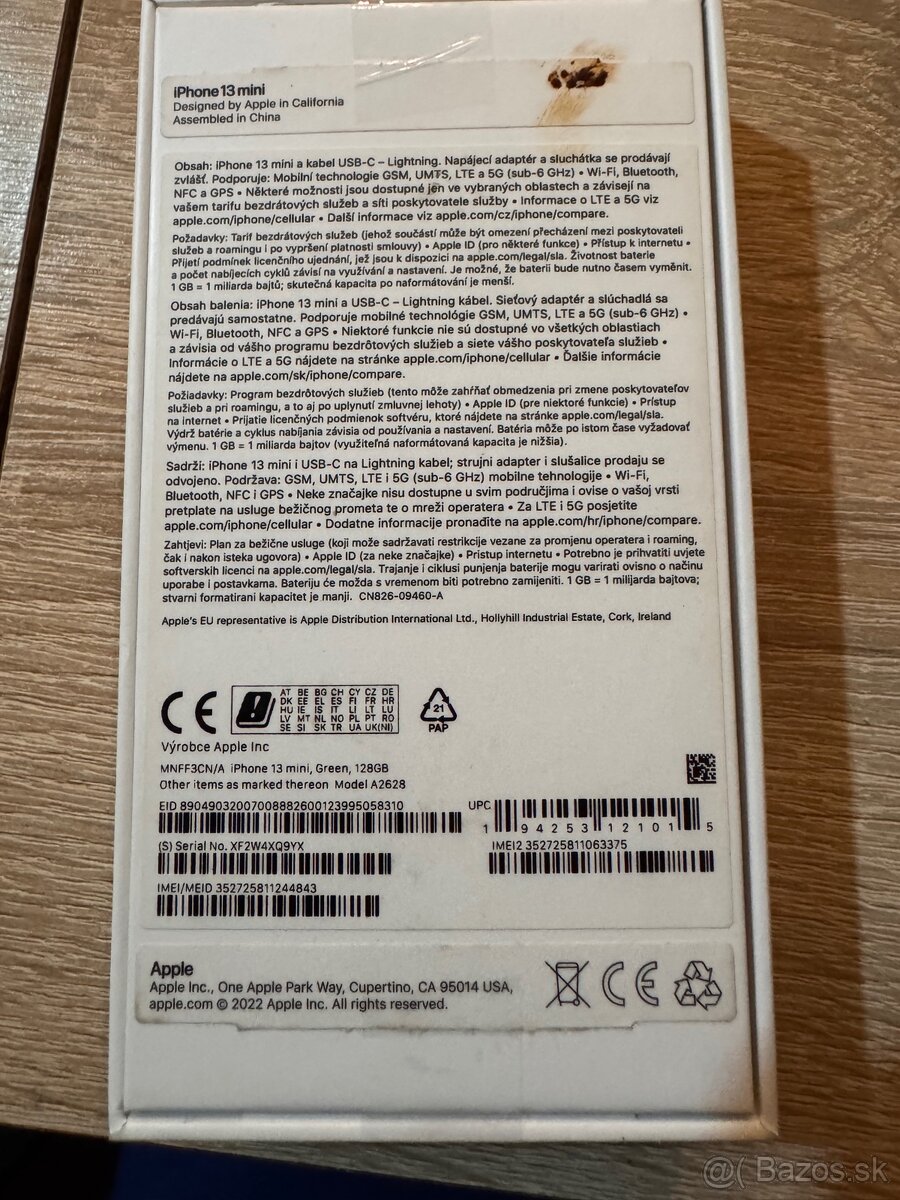 iPhone 13 mini
Designed by Apple in California
Assembled in China
Obsah: iPhone 13 mini a kabel USB-C – Lightning. Napájecí adaptér a sluchátka se prodávají
zvlášť. Podporuje: Mobilní technologie GSM, UMTS, LTE a 5G (sub-6 GHz) • Wi-Fi, Bluetooth,
NFC a GPS • Některé možnosti jsou dostupné jen ve vybraných oblastech a závisejí na
vašem tarifu bezdrátových služeb a síti poskytovatele služby • Informace o LTE a 5G viz
apple.com/iphone/cellular • Další informace viz apple.com/cz/iphone/compare.
Požadavky: Tarif bezdrátových služeb (jehož součástí může být omezení přecházení mezi poskytovateli
služeb a roamingu i po vypršení platnosti smlouvy) • Apple ID (pro některé funkce) • Přístup k internetu •
Přijetí podmínek licenčního ujednání, jež jsou k dispozici na apple.com/legal/sla. Životnost baterie
a počet nabíjecích cyklů závisí na využívání a nastavení. Je možné, že baterii bude nutno časem vyměnit.
1 GB = 1 miliarda bajtů; skutečná kapacita po naformátování je menší.
Obsah balenia: iPhone 13 mini a USB-C – Lightning kábel. Sieťový adaptér a slúchadlá sa
predávajú samostatne. Podporuje mobilné technológie GSM, UMTS, LTE a 5G (sub-6 GHz) •
Wi-Fi, Bluetooth, NFC a GPS • Niektoré funkcie nie sú dostupné vo všetkých oblastiach
a závisia od vášho programu bezdrôtových služieb a siete vášho poskytovateľa služieb •
Informácie o LTE a 5G nájdete na stránke apple.com/iphone/cellular • Ďalšie informácie
nájdete na apple.com/sk/iphone/compare.
Požiadavky: Program bezdrôtových služieb (tento môže zahŕňať obmedzenia pri zmene poskytovateľov
služieb a pri roamingu, a to aj po uplynutí zmluvnej lehoty) • Apple ID (pre niektoré funkcie) • Prístup
na internet • Prijatie licenčných podmienok softvéru, ktoré nájdete na stránke apple.com/legal/sla.
Výdrž batérie a cyklus nabíjania závisia od používania a nastavení. Batéria môže po istom čase vyžadovať
výmenu. 1 GB = 1 miliarda bajtov (využiteľná naformátovaná kapacita je nižšia).
Sadrži: iPhone 13 mini i USB-C na Lightning kabel; strujni adapter i slušalice prodaju se
odvojeno. Podržava: GSM, UMTS, LTE i 5G (sub-6 GHz) mobilne tehnologije • Wi-Fi,
Bluetooth, NFC i GPS • Neke značajke nisu dostupne u svim područjima i ovise o vašoj vrsti
pretplate na usluge bežičnog prometa te o mreži operatera • Za LTE i 5G posjetite
apple.com/iphone/cellular • Dodatne informacije pronađite na apple.com/hr/iphone/compare.
Zahtjevi: Plan za bežične usluge (koji može sadržavati restrikcije vezane za promjenu operatera i roaming,
čak i nakon isteka ugovora) • Apple ID (za neke značajke) • Pristup internetu • Potrebno je prihvatiti uvjete
softverskih licenci na apple.com/legal/sla. Trajanje i ciklusi punjenja baterije mogu varirati ovisno o načinu
uporabe i postavkama. Bateriju će možda s vremenom biti potrebno zamijeniti. 1 GB = 1 milijarda bajtova;
stvarni formatirani kapacitet je manji. CN826-09460-A
Apple's EU representative is Apple Distribution International Ltd., Hollyhill Industrial Estate, Cork, Ireland
CE
AT BE BG CH CY CZ DE
DK EE EL ES FI FR HR
HU IE IS IT LI LT LU
LV MT NL NO PL PT RO
SE SI SK TR UA UK(NI)
21
PAP
Výrobce Apple Inc
MNFF3CN/A iPhone 13 mini, Green, 128GB
Other items as marked thereon Model A2628
EID 89049032007008882600123995058310
UPC
1 94253 12101 5
(S) Serial No. XF2W4XQ9YX
IMEI2 352725811063375
IMEI/MEID 352725811244843
Apple
Apple Inc., One Apple Park Way, Cupertino, CA 95014 USA,
apple.com © 2022 Apple Inc. All rights reserved.
CE
@( Bazos.sk